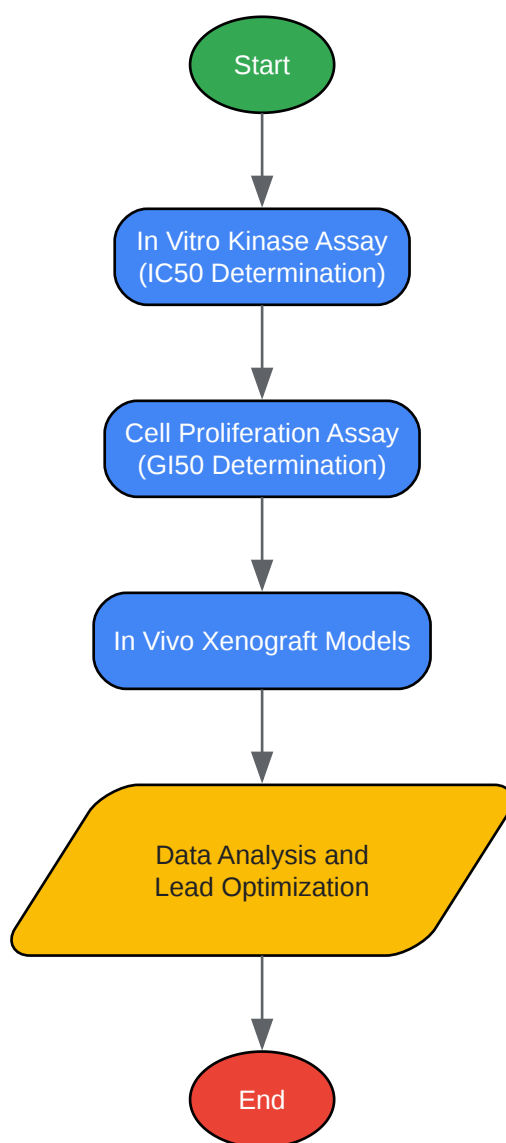 Start
In Vitro Kinase Assay
(IC50 Determination)
Cell Proliferation Assay
(GI50 Determination)
In Vivo Xenograft Models
Data Analysis and
Lead Optimization
End